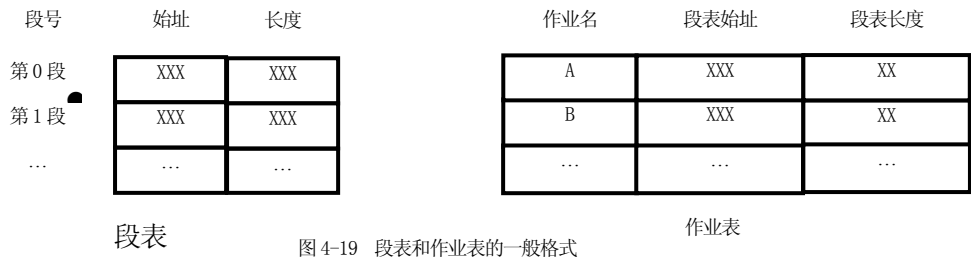 段号 始址 长度 作业名 段表始址 段表长度
第0段 XXX XXX A XXX XX
第1段 XXX XXX B XXX XX
… … … … … …
段表 作业表
图4-19 段表和作业表的一般格式